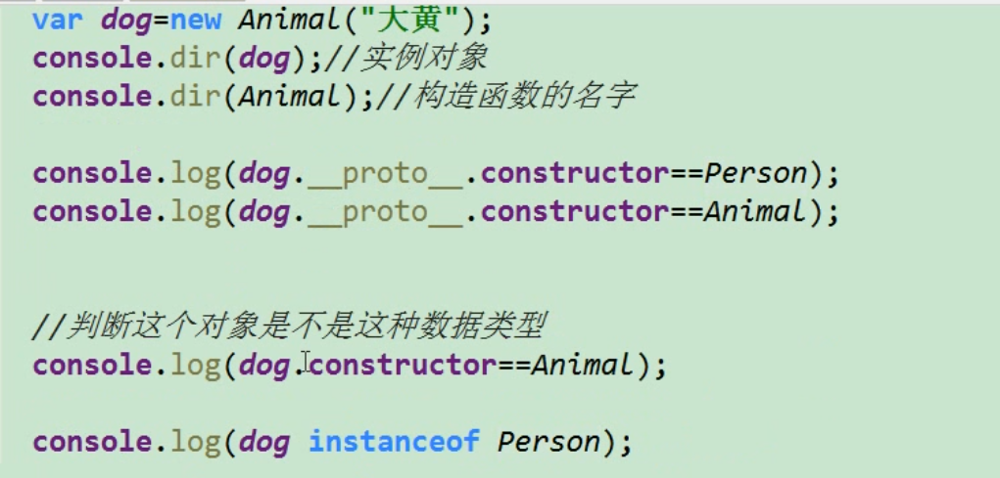 var dog=new Animal("大黄");
console.dir(dog);//实例对象
console.dir(Animal);//构造函数的名字
console.log(dog.__proto__.constructor==Person);
console.log(dog.__proto__.constructor==Animal);
//判断这个对象是不是这种数据类型
console.log(dog.constructor==Animal);
console.log(dog instanceof Person);